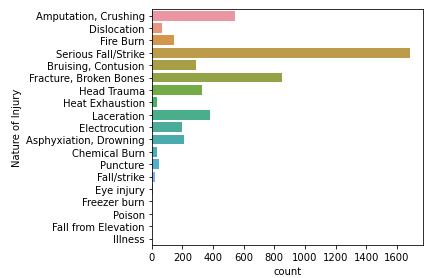 Nature of Injury
Amputation, Crushing
Dislocation
Fire Burn
Serious Fall/Strike
Bruising, Contusion
Fracture, Broken Bones
Head Trauma
Heat Exhaustion
Laceration
Electrocution
Asphyxiation, Drowning
Chemical Burn
Puncture
Fall/strike
Eye injury
Freezer burn
Poison
Fall from Elevation
Illness
0 200 400 600 800 1000 1200 1400 1600
count